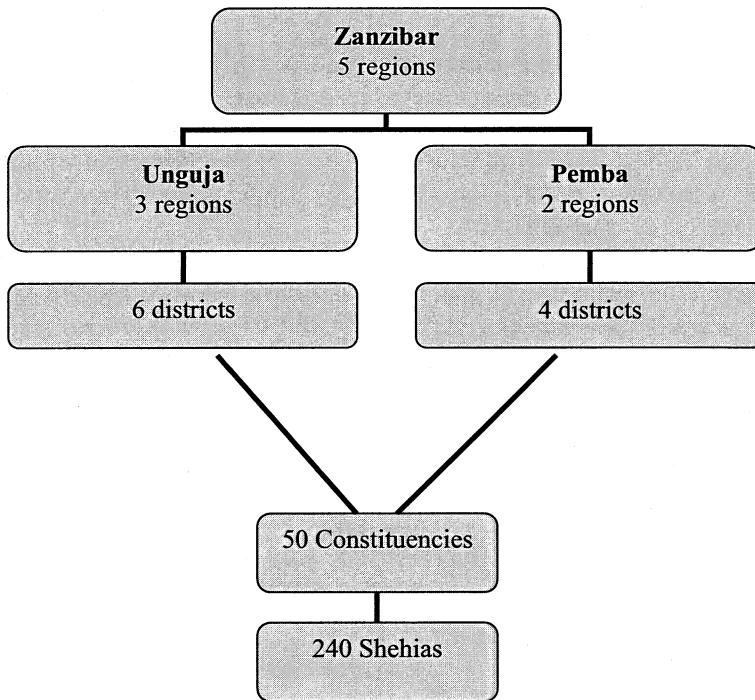 Zanzibar
5 regions
Unguja
3 regions
Pemba
2 regions
6 districts
4 districts
50 Constituencies
240 Shehias